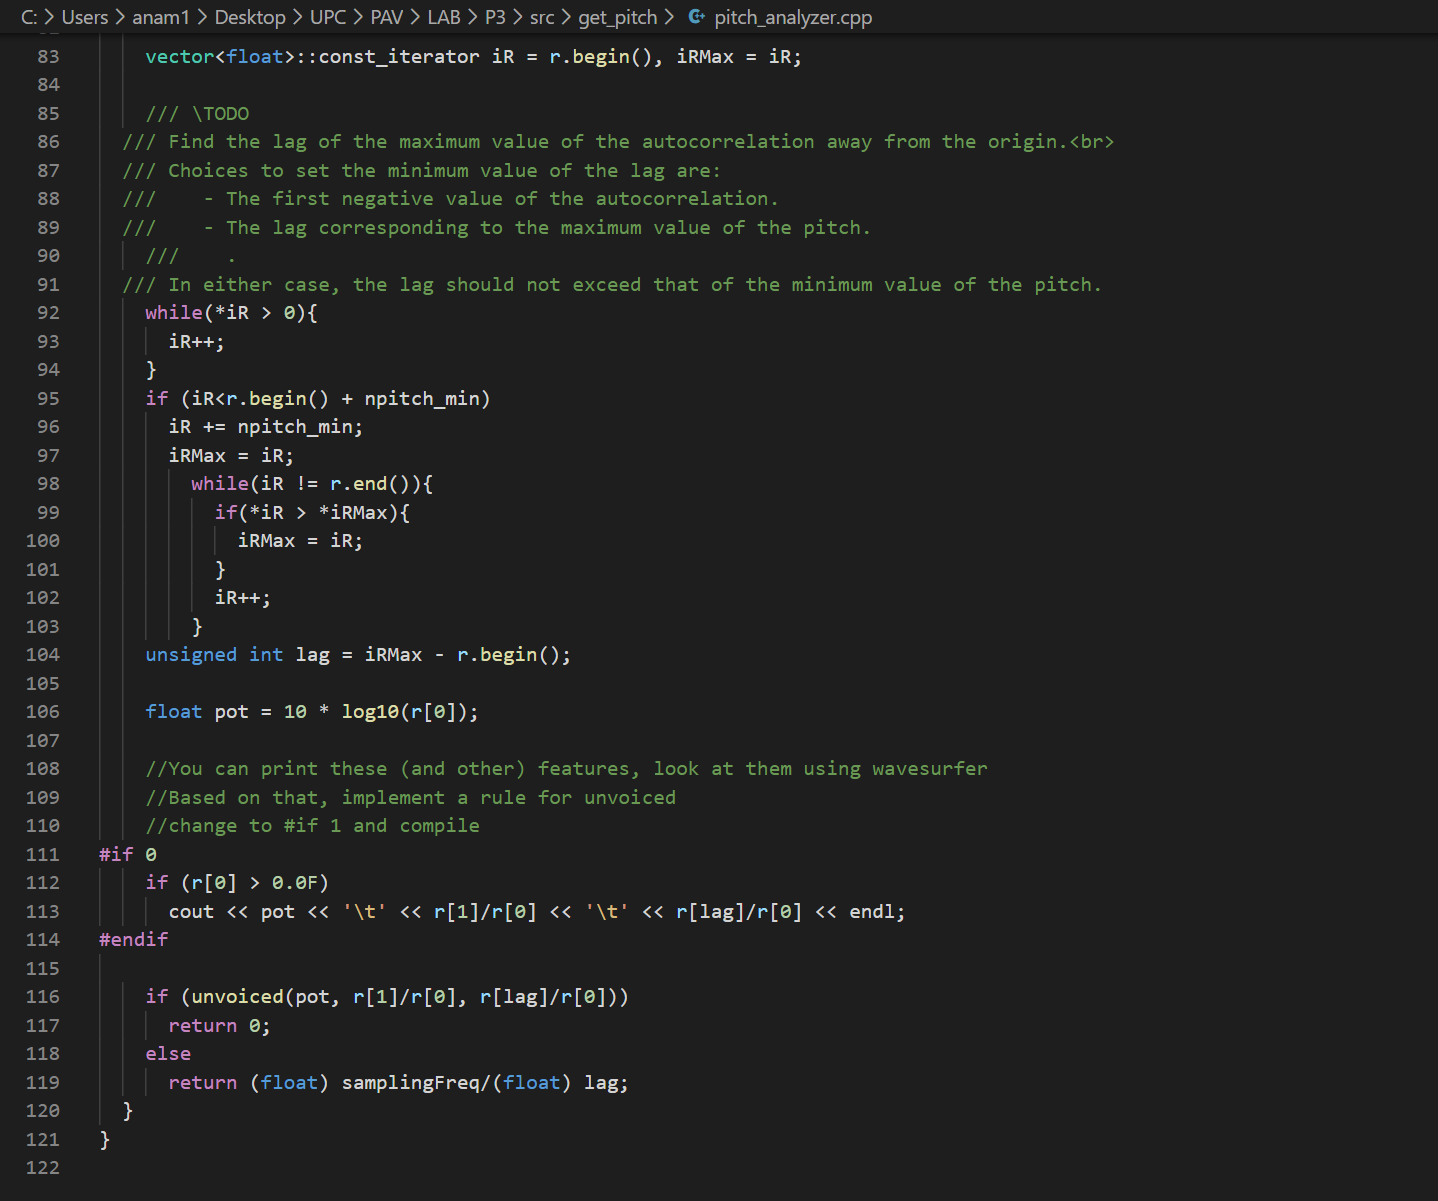 C: > Users > anam1 > Desktop > UPC > PAV > LAB > P3 > src > get_pitch > pitch_analyzer.cpp
83     vector<float>::const_iterator iR = r.begin(), iRMax = iR;
84
85     /// \TODO
86   /// Find the lag of the maximum value of the autocorrelation away from the origin.<br>
87   /// Choices to set the minimum value of the lag are:
88   ///    - The first negative value of the autocorrelation.
89   ///    - The lag corresponding to the maximum value of the pitch.
90     ///    .
91   /// In either case, the lag should not exceed that of the minimum value of the pitch.
92     while(*iR > 0){
93       iR++;
94     }
95     if (iR<r.begin() + npitch_min)
96       iR += npitch_min;
97       iRMax = iR;
98         while(iR != r.end()){
99           if(*iR > *iRMax){
100             iRMax = iR;
101           }
102           iR++;
103         }
104     unsigned int lag = iRMax - r.begin();
105
106     float pot = 10 * log10(r[0]);
107
108     //You can print these (and other) features, look at them using wavesurfer
109     //Based on that, implement a rule for unvoiced
110     //change to #if 1 and compile
111 #if 0
112     if (r[0] > 0.0F)
113       cout << pot << '\t' << r[1]/r[0] << '\t' << r[lag]/r[0] << endl;
114 #endif
115
116     if (unvoiced(pot, r[1]/r[0], r[lag]/r[0]))
117       return 0;
118     else
119       return (float) samplingFreq/(float) lag;
120   }
121 }
122